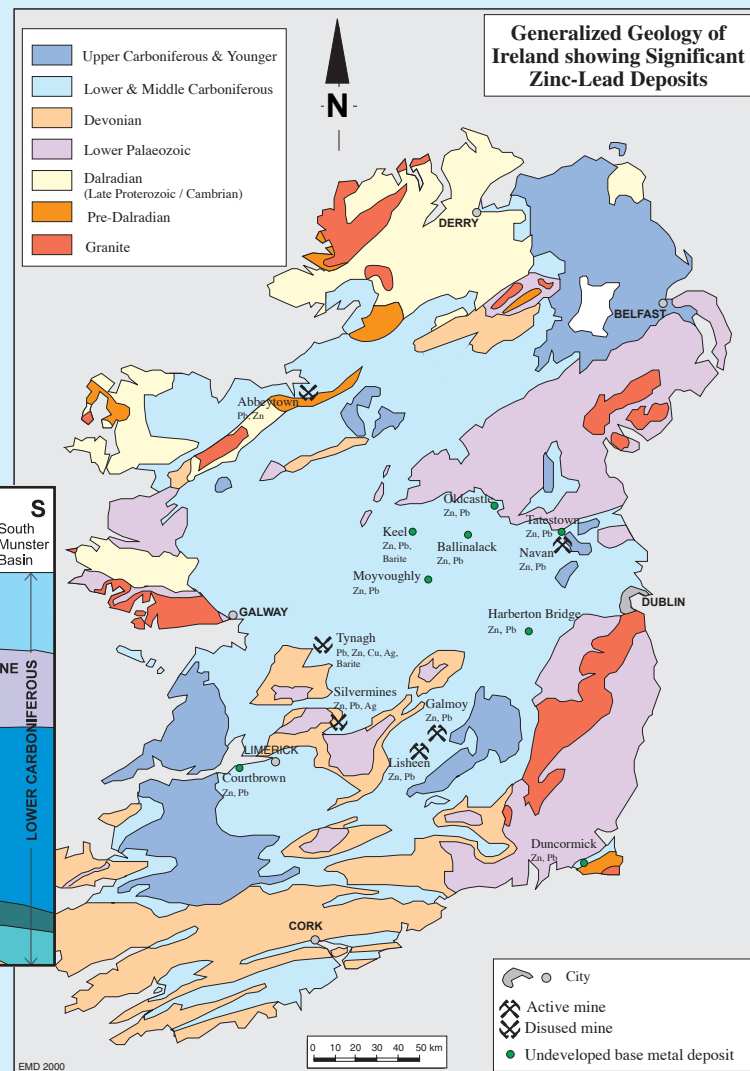 Generalized Geology of
Ireland showing Significant
Zinc-Lead Deposits
Upper Carboniferous & Younger
Lower & Middle Carboniferous
Devonian
Lower Palaeozoic
Dalradian
(Late Proterozoic / Cambrian)
Pre-Dalradian
Granite
N
DERRY
BELFAST
Abbeytown
Pb, Zn
S
South
Munster
Basin
NE
LOWER CARBONIFEROUS
Oldcastle
Zn, Pb
Keel
Zn, Pb,
Barite
Ballinalack
Zn, Pb
Tatestown
Zn, Pb
Navan
Zn, Pb
Moyvoughly
Zn, Pb
DUBLIN
GALWAY
Harberton Bridge
Zn, Pb
Tynagh
Pb, Zn, Cu, Ag,
Barite
Silvermines
Zn, Pb, Ag
Galmoy
Zn, Pb
LIMERICK
Lisheen
Zn, Pb
Courtbrown
Zn, Pb
Duncormick
Zn, Pb
CORK
City
Active mine
Disused mine
Undeveloped base metal deposit
0 10 20 30 40 50 km
EMD 2000